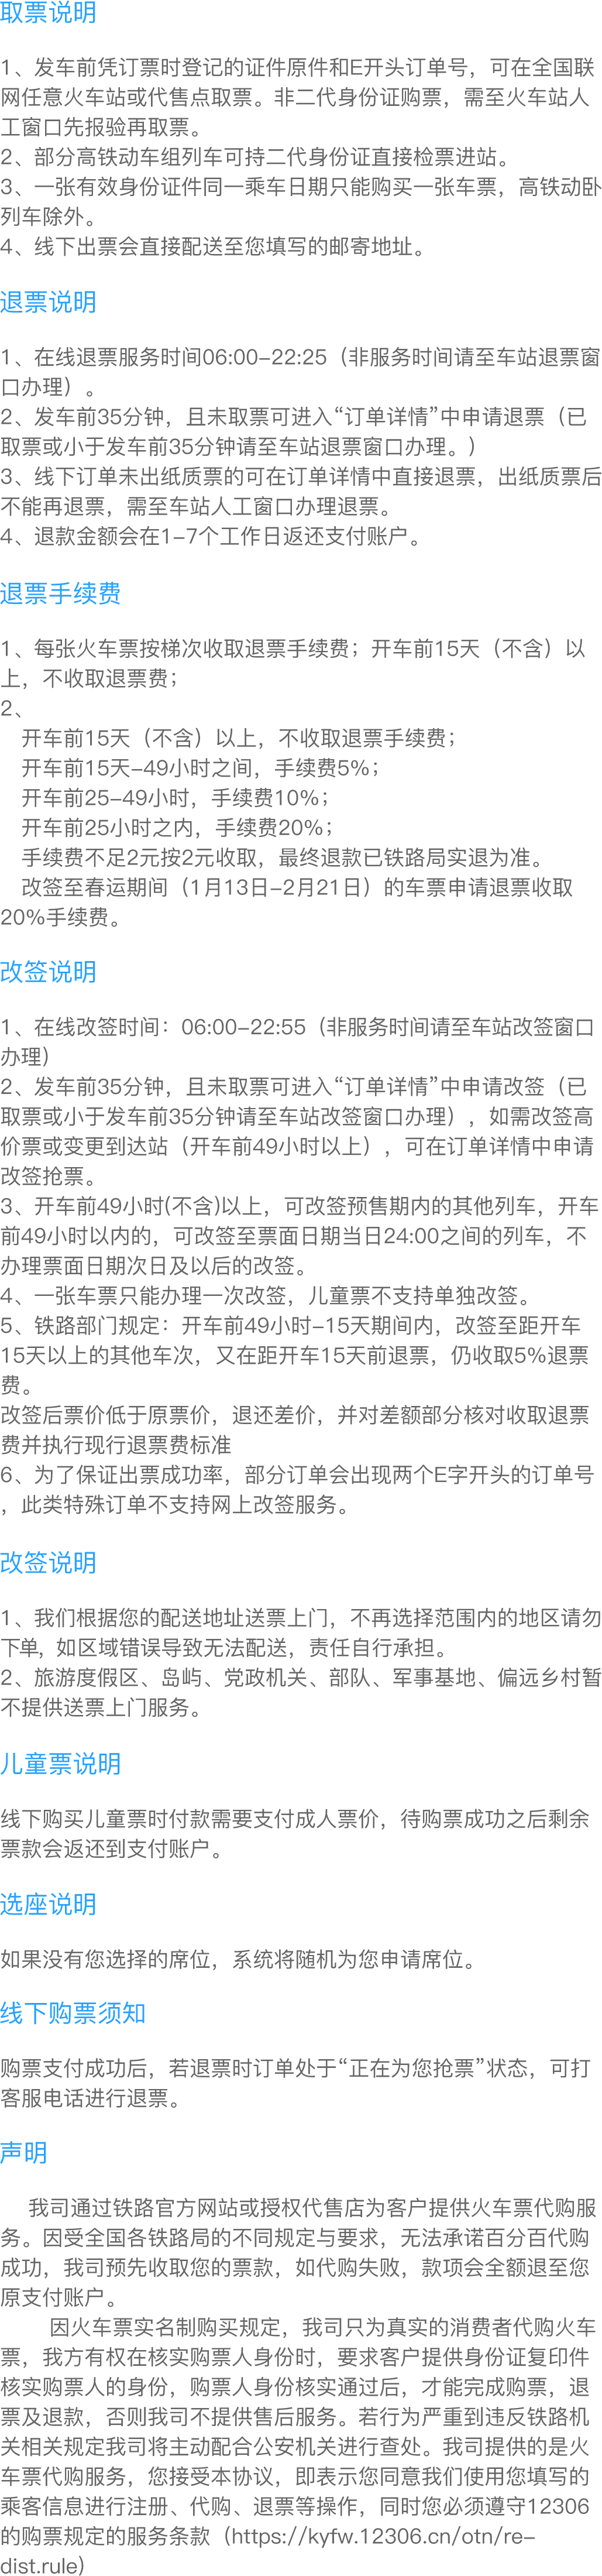 取票说明
1、发车前凭订票时登记的证件原件和E开头订单号，可在全国联
网任意火车站或代售点取票。非二代身份证购票，需至火车站人
工窗口先报验再取票。
2、部分高铁动车组列车可持二代身份证直接检票进站。
3、一张有效身份证件同一乘车日期只能购买一张车票，高铁动卧
列车除外。
4、线下出票会直接配送至您填写的邮寄地址。
退票说明
1、在线退票服务时间06:00-22:25（非服务时间请至车站退票窗
口办理）。
2、发车前35分钟，且未取票可进入“订单详情”中申请退票（已
取票或小于发车前35分钟请至车站退票窗口办理。）
3、线下订单未出纸质票的可在订单详情中直接退票，出纸质票后
不能再退票，需至车站人工窗口办理退票。
4、退款金额会在1-7个工作日返还支付账户。
退票手续费
1、每张火车票按梯次收取退票手续费；开车前15天（不含）以
上，不收取退票费；
2、
开车前15天（不含）以上，不收取退票手续费；
开车前15天-49小时之间，手续费5%；
开车前25-49小时，手续费10%；
开车前25小时之内，手续费20%；
手续费不足2元按2元收取，最终退款已铁路局实退为准。
改签至春运期间（1月13日-2月21日）的车票申请退票收取
20%手续费。
改签说明
1、在线改签时间：06:00-22:55（非服务时间请至车站改签窗口
办理）
2、发车前35分钟，且未取票可进入“订单详情”中申请改签（已
取票或小于发车前35分钟请至车站改签窗口办理），如需改签高
价票或变更到达站（开车前49小时以上），可在订单详情中申请
改签抢票。
3、开车前49小时(不含)以上，可改签预售期内的其他列车，开车
前49小时以内的，可改签至票面日期当日24:00之间的列车，不
办理票面日期次日及以后的改签。
4、一张车票只能办理一次改签，儿童票不支持单独改签。
5、铁路部门规定：开车前49小时-15天期间内，改签至距开车
15天以上的其他车次，又在距开车15天前退票，仍收取5%退票
费。
改签后票价低于原票价，退还差价，并对差额部分核对收取退票
费并执行现行退票费标准
6、为了保证出票成功率，部分订单会出现两个E字开头的订单号
，此类特殊订单不支持网上改签服务。
改签说明
1、我们根据您的配送地址送票上门，不再选择范围内的地区请勿
下单，如区域错误导致无法配送，责任自行承担。
2、旅游度假区、岛屿、党政机关、部队、军事基地、偏远乡村暂
不提供送票上门服务。
儿童票说明
线下购买儿童票时付款需要支付成人票价，待购票成功之后剩余
票款会返还到支付账户。
选座说明
如果没有您选择的席位，系统将随机为您申请席位。
线下购票须知
购票支付成功后，若退票时订单处于“正在为您抢票”状态，可打
客服电话进行退票。
声明
我司通过铁路官方网站或授权代售店为客户提供火车票代购服
务。因受全国各铁路局的不同规定与要求，无法承诺百分百代购
成功，我司预先收取您的票款，如代购失败，款项会全额退至您
原支付账户。
因火车票实名制购买规定，我司只为真实的消费者代购火车
票，我方有权在核实购票人身份时，要求客户提供身份证复印件
核实购票人的身份，购票人身份核实通过后，才能完成购票，退
票及退款，否则我司不提供售后服务。若行为严重到违反铁路机
关相关规定我司将主动配合公安机关进行查处。我司提供的是火
车票代购服务，您接受本协议，即表示您同意我们使用您填写的
乘客信息进行注册、代购、退票等操作，同时您必须遵守12306
的购票规定的服务条款（https://kyfw.12306.cn/otn/re-
dist.rule）